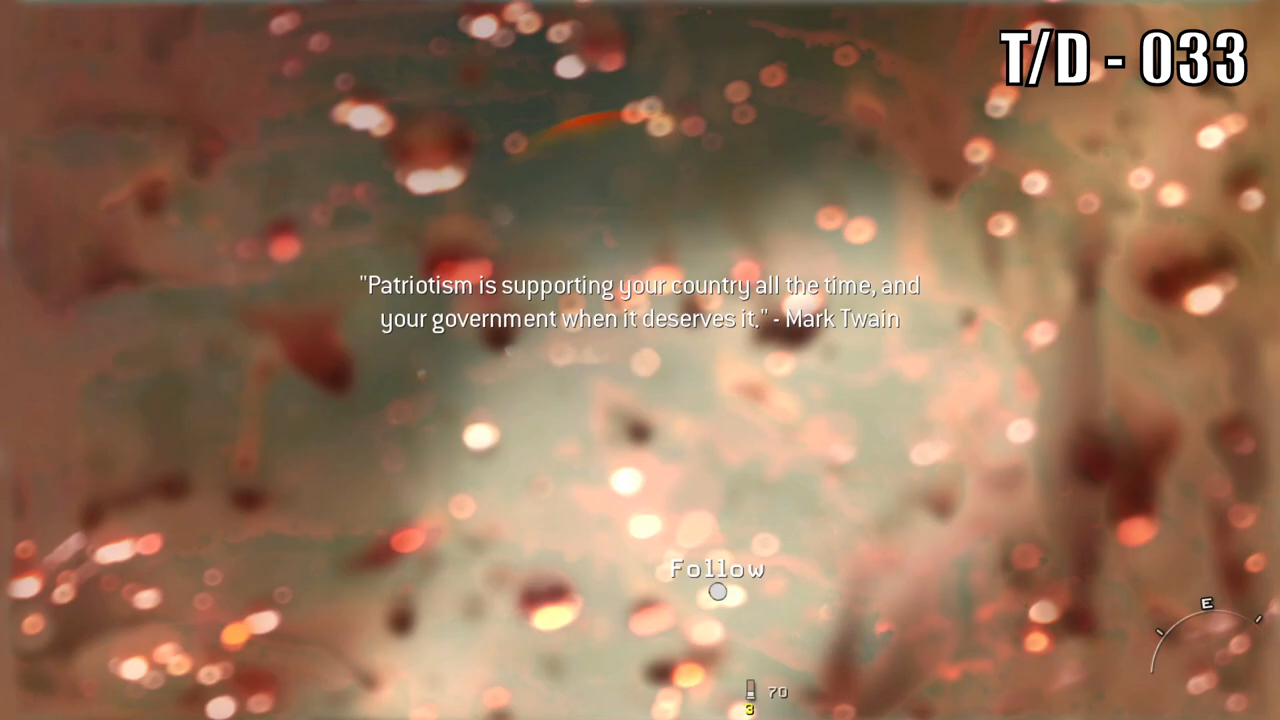 T/D - 033
"Patriotism is supporting your country all the time, and
your government when it deserves it." - Mark Twain
Follow
E
70
3